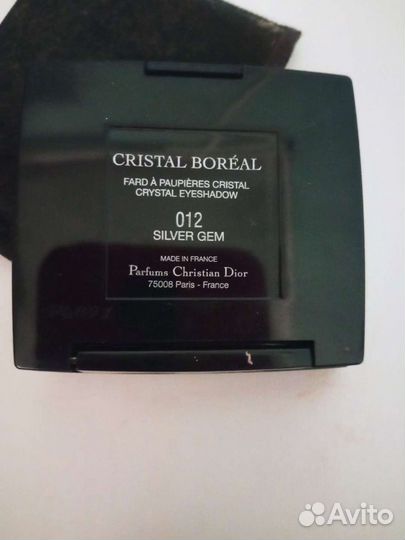 CRISTAL BORÉAL
FARD À PAUPIÈRES CRISTAL
CRYSTAL EYESHADOW
012
SILVER GEM
MADE IN FRANCE
Parfums Christian Dior
75008 Paris - France
Avito